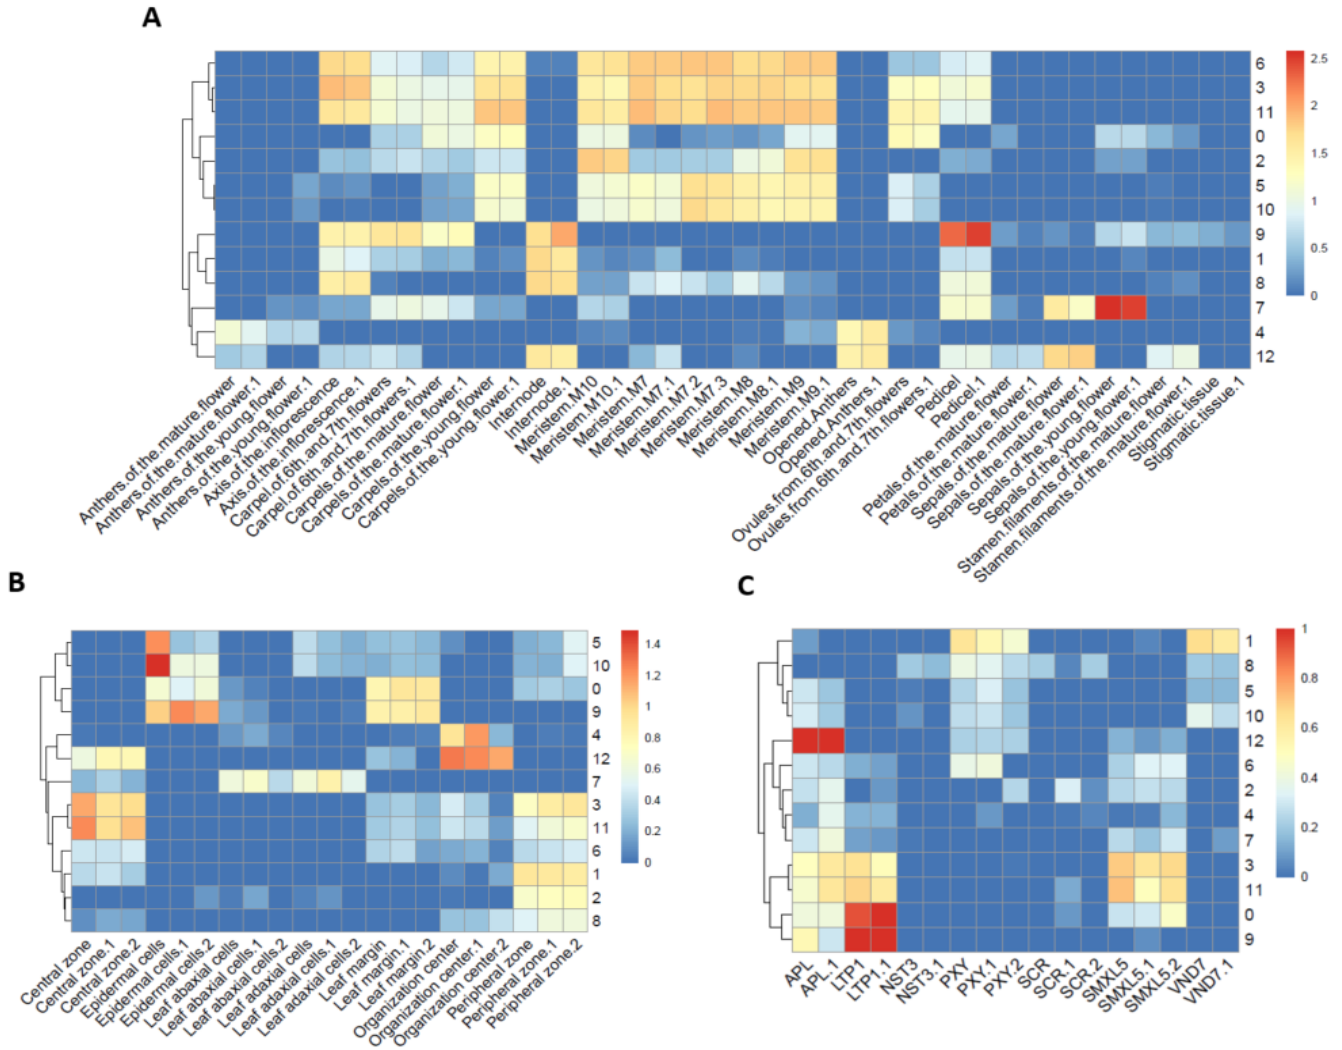 A
6
3
11
0
2
5
10
9
1
8
7
4
12
2.5
2
1.5
1
0.5
0
Anthers.of.the.mature.flower
Anthers.of.the.mature.flower.1
Anthers.of.the.young.flower
Anthers.of.the.young.flower.1
Axis.of.the.inflorescence
Axis.of.the.inflorescence.1
Carpel.of.6th.and.7th.flowers
Carpel.of.6th.and.7th.flowers.1
Carpels.of.the.mature.flower
Carpels.of.the.mature.flower.1
Carpels.of.the.young.flower
Carpels.of.the.young.flower.1
Internode
Internode.1
Meristem.M10
Meristem.M10.1
Meristem.M7
Meristem.M7.1
Meristem.M7.2
Meristem.M7.3
Meristem.M8
Meristem.M8.1
Meristem.M9
Meristem.M9.1
Opened.Anthers
Opened.Anthers.1
Ovules.from.6th.and.7th.flowers
Ovules.from.6th.and.7th.flowers.1
Pedicel
Pedicel.1
Petals.of.the.mature.flower
Petals.of.the.mature.flower.1
Sepals.of.the.mature.flower
Sepals.of.the.mature.flower.1
Sepals.of.the.young.flower
Sepals.of.the.young.flower.1
Stamen.filaments.of.the.mature.flower
Stamen.filaments.of.the.mature.flower.1
Stigmatic.tissue
Stigmatic.tissue.1
B
5
10
0
9
4
12
7
3
11
6
1
2
8
1.4
1.2
1
0.8
0.6
0.4
0.2
0
Central zone
Central zone.1
Central zone.2
Epidermal cells
Epidermal cells.1
Epidermal cells.2
Leaf abaxial cells
Leaf abaxial cells.1
Leaf abaxial cells.2
Leaf adaxial cells
Leaf adaxial cells.1
Leaf adaxial cells.2
Leaf margin
Leaf margin.1
Leaf margin.2
Organization center
Organization center.1
Organization center.2
Peripheral zone
Peripheral zone.1
Peripheral zone.2
C
1
8
5
10
12
6
2
4
7
3
11
0
9
1
0.8
0.6
0.4
0.2
0
APL
APL.1
LTP1
LTP1.1
NST3
NST3.1
PXY
PXY.1
PXY.2
SCR
SCR.1
SCR.2
SMXL5
SMXL5.1
SMXL5.2
VND7
VND7.1